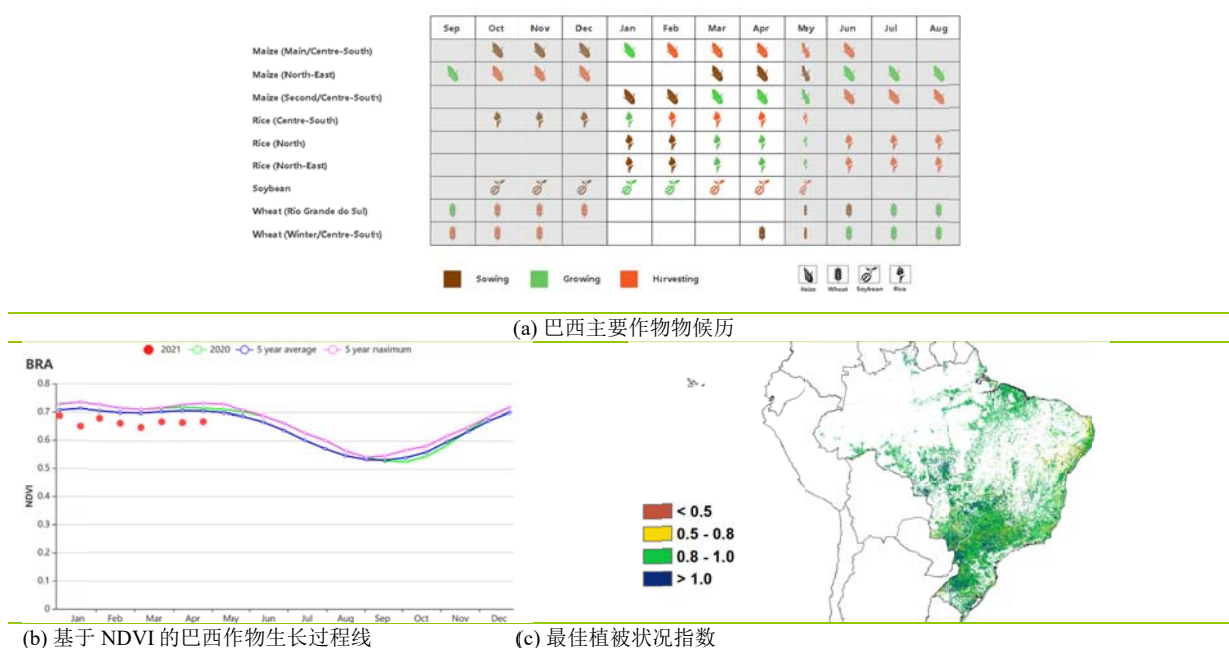 Sep Oct Nov Dec Jan Feb Mar Apr May Jun Jul Aug
Maize (Main/Centre-South)
Maize (North-East)
Maize (Second/Centre-South)
Rice (Centre-South)
Rice (North)
Rice (North-East)
Soybean
Wheat (Rio Grande do Sul)
Wheat (Winter/Centre-South)
Sowing Growing Harvesting
Maize Wheat Soybean Rice
(a) 巴西主要作物物候历
2021 2020 5 year average 5 year maximum
BRA
0.8
0.7
0.6
0.5
0.4
0.3
0.2
0.1
0
NDVI
Jan Feb Mar Apr May Jun Jul Aug Sep Oct Nov Dec
< 0.5
0.5 - 0.8
0.8 - 1.0
> 1.0
(b) 基于 NDVI 的巴西作物生长过程线
(c) 最佳植被状况指数